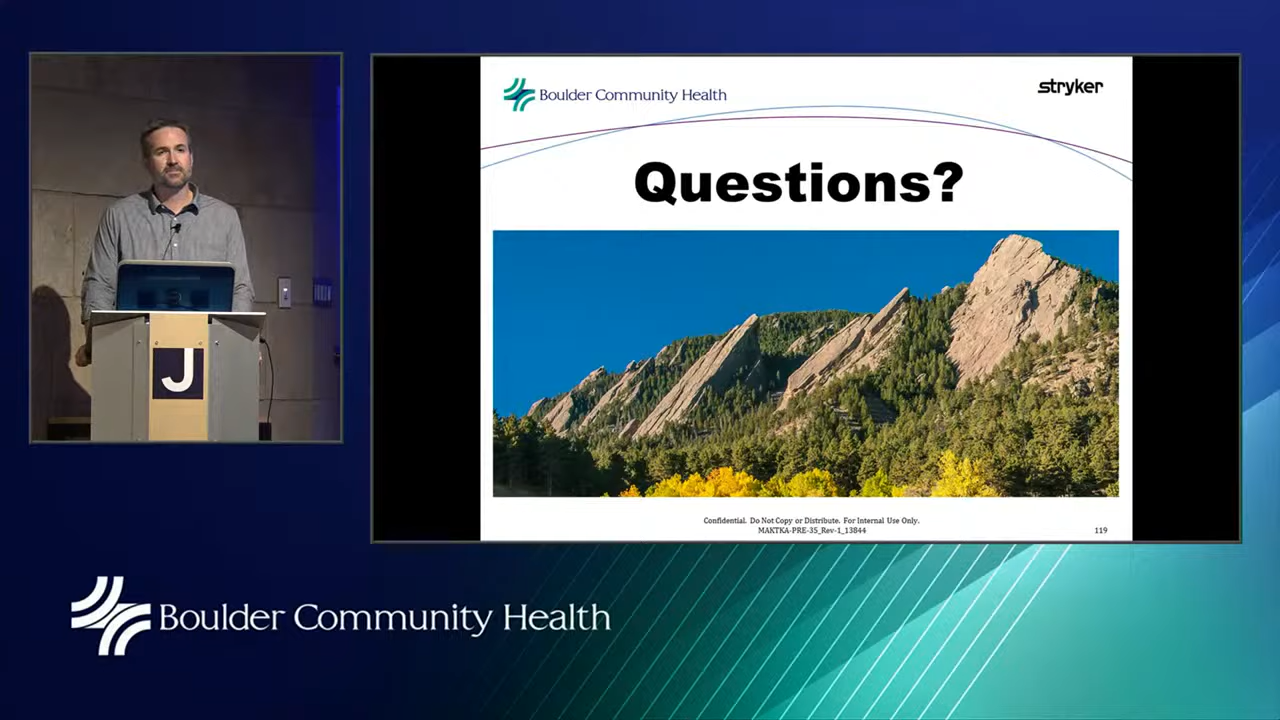 Boulder Community Health
stryker
Questions?
Confidential. Do Not Copy or Distribute. For Internal Use Only.
MAKTKA-PRE-35_Rev-1_13844
119
J
Boulder Community Health